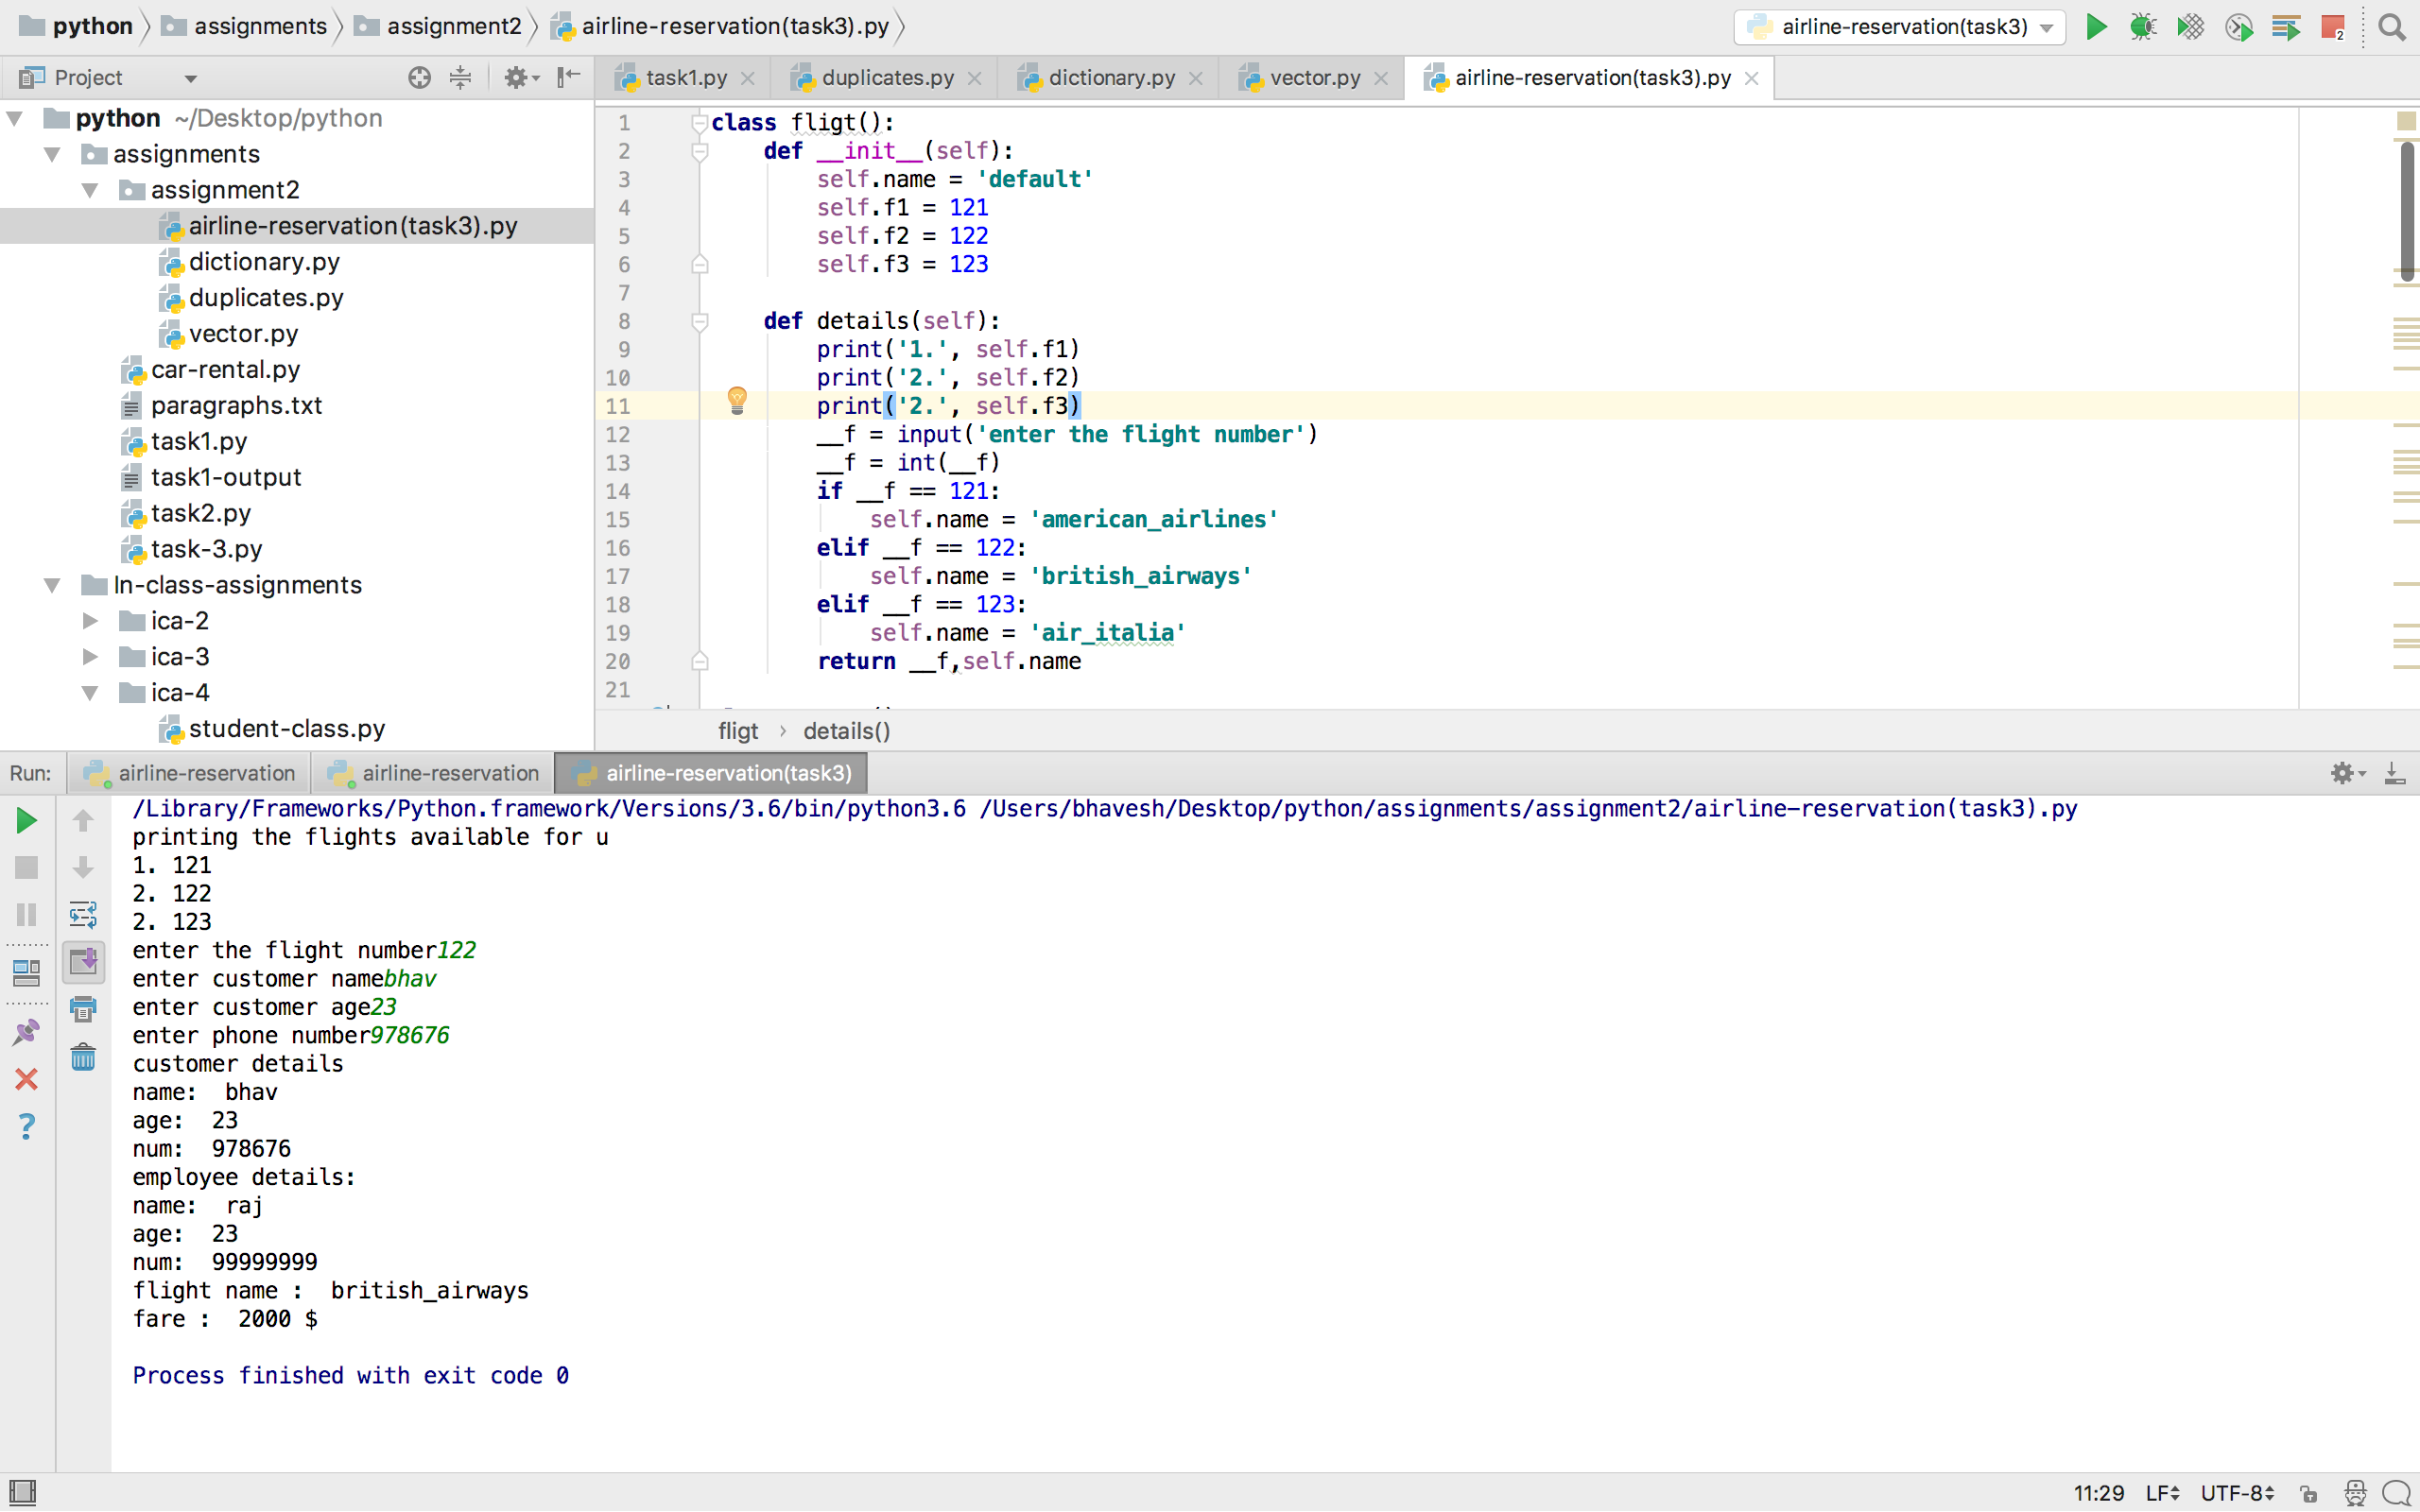 python assignments assignment2 airline-reservation(task3).py airline-reservation(task3) 2
Project task1.py duplicates.py dictionary.py vector.py airline-reservation(task3).py
python ~/Desktop/python
assignments
assignment2
airline-reservation(task3).py
dictionary.py
duplicates.py
vector.py
car-rental.py
paragraphs.txt
task1.py
task1-output
task2.py
task-3.py
In-class-assignments
ica-2
ica-3
ica-4
student-class.py
1 class fligt():
2 def __init__(self):
3 self.name = 'default'
4 self.f1 = 121
5 self.f2 = 122
6 self.f3 = 123
7
8 def details(self):
9 print('1.', self.f1)
10 print('2.', self.f2)
11 print('2.', self.f3)
12 __f = input('enter the flight number')
13 __f = int(__f)
14 if __f == 121:
15 self.name = 'american_airlines'
16 elif __f == 122:
17 self.name = 'british_airways'
18 elif __f == 123:
19 self.name = 'air_italia'
20 return __f,self.name
21
fligt › details()
Run: airline-reservation airline-reservation airline-reservation(task3)
/Library/Frameworks/Python.framework/Versions/3.6/bin/python3.6 /Users/bhavesh/Desktop/python/assignments/assignment2/airline-reservation(task3).py
printing the flights available for u
1. 121
2. 122
2. 123
enter the flight number122
enter customer namebhav
enter customer age23
enter phone number978676
customer details
name:  bhav
age:  23
num:  978676
employee details:
name:  raj
age:  23
num:  99999999
flight name :  british_airways
fare :  2000 $
Process finished with exit code 0
11:29 LF UTF-8